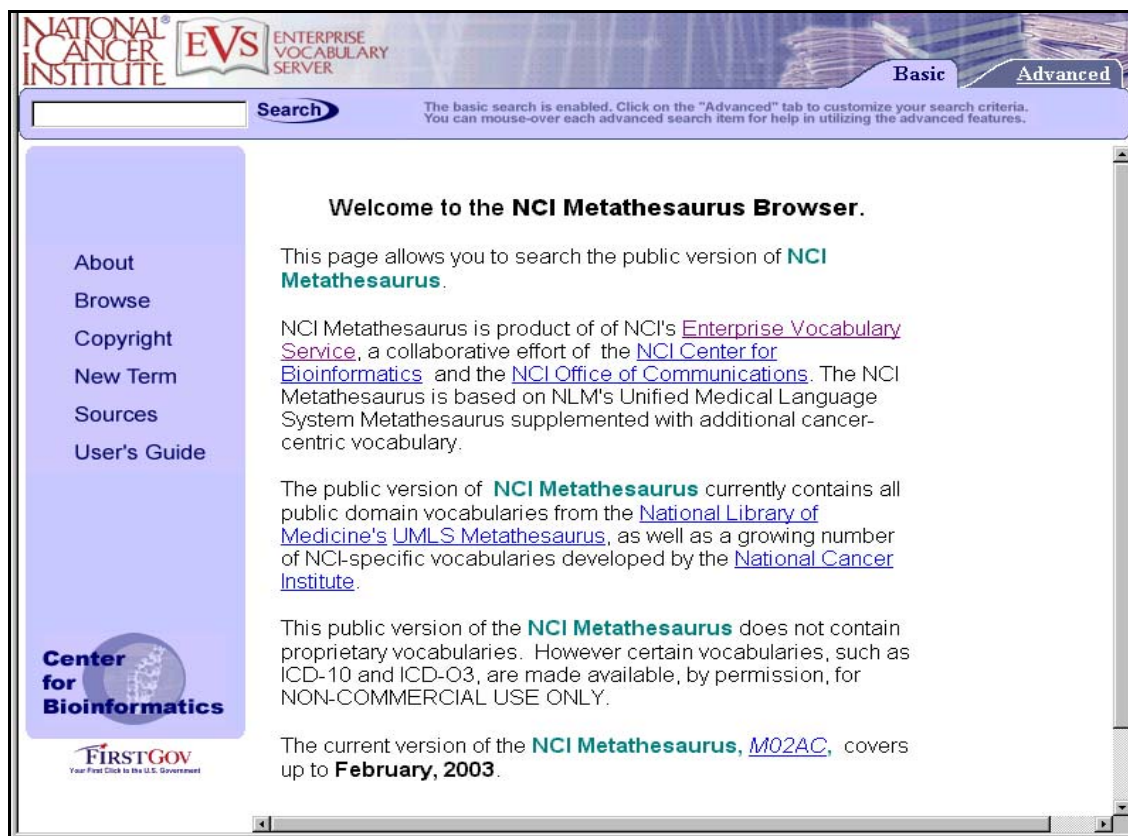 NATIONAL®
CANCER
INSTITUTE
EVS
ENTERPRISE
VOCABULARY
SERVER
Basic
Advanced
Search
The basic search is enabled. Click on the "Advanced" tab to customize your search criteria.
You can mouse-over each advanced search item for help in utilizing the advanced features.
About
Browse
Copyright
New Term
Sources
User's Guide
Center
for
Bioinformatics
FIRSTGOV
Your First Click to the U.S. Government
Welcome to the NCI Metathesaurus Browser.
This page allows you to search the public version of NCI
Metathesaurus.
NCI Metathesaurus is product of of NCI's Enterprise Vocabulary
Service, a collaborative effort of the NCI Center for
Bioinformatics and the NCI Office of Communications. The NCI
Metathesaurus is based on NLM's Unified Medical Language
System Metathesaurus supplemented with additional cancer-
centric vocabulary.
The public version of NCI Metathesaurus currently contains all
public domain vocabularies from the National Library of
Medicine's UMLS Metathesaurus, as well as a growing number
of NCI-specific vocabularies developed by the National Cancer
Institute.
This public version of the NCI Metathesaurus does not contain
proprietary vocabularies. However certain vocabularies, such as
ICD-10 and ICD-O3, are made available, by permission, for
NON-COMMERCIAL USE ONLY.
The current version of the NCI Metathesaurus, M02AC, covers
up to February, 2003.